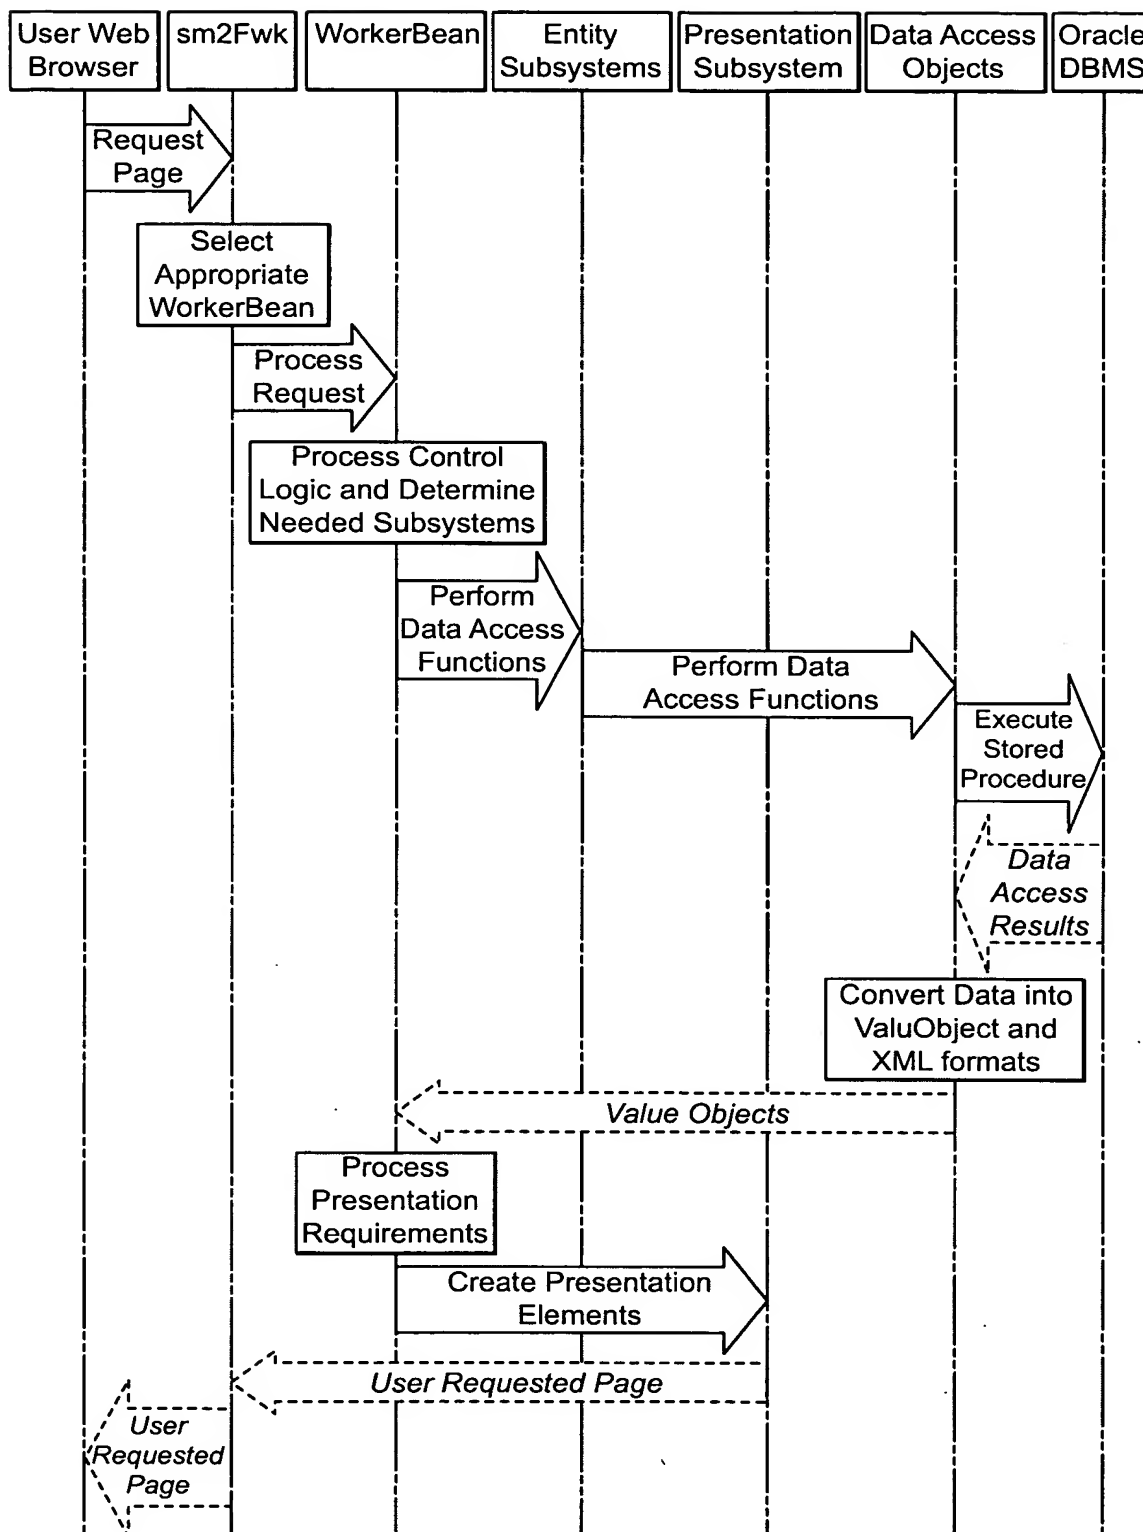 User Web
Browser
sm2Fwk
WorkerBean
Entity
Subsystems
Presentation
Subsystem
Data Access
Objects
Oracle
DBMS
Request
Page
Select
Appropriate
WorkerBean
Process
Request
Process Control
Logic and Determine
Needed Subsystems
Perform
Data Access
Functions
Perform Data
Access Functions
Execute
Stored
Procedure
Data
Access
Results
Convert Data into
ValuObject and
XML formats
Value Objects
Process
Presentation
Requirements
Create Presentation
Elements
User Requested Page
User
Requested
Page